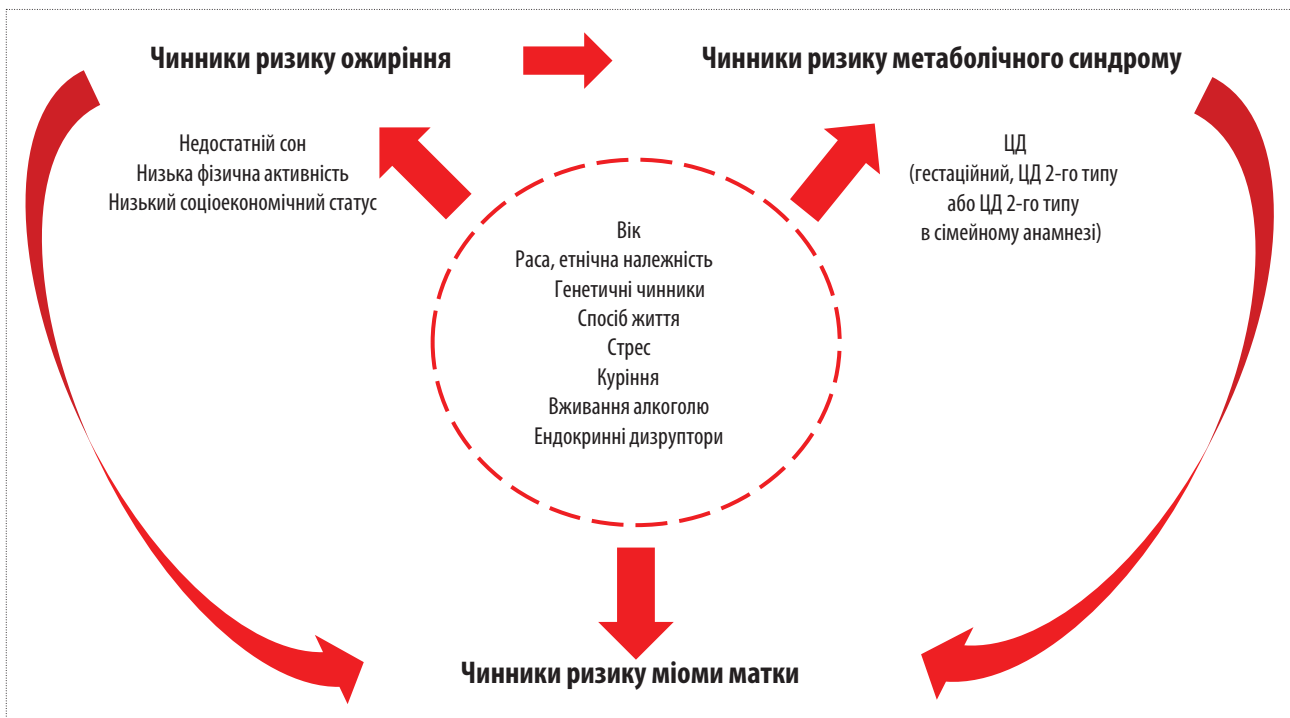 Чинники ризику ожиріння
Чинники ризику метаболічного синдрому
Недостатній сон
Низька фізична активність
Низький соціоекономічний статус
ЦД
(гестаційний, ЦД 2-го типу
або ЦД 2-го типу
в сімейному анамнезі)
Вік
Раса, етнічна належність
Генетичні чинники
Спосіб життя
Стрес
Куріння
Вживання алкоголю
Ендокринні дизруптори
Чинники ризику міоми матки